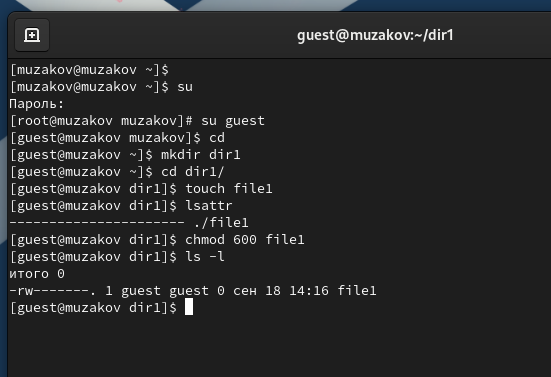 guest@muzakov:~/dir1
[muzakov@muzakov ~]$
[muzakov@muzakov ~]$ su
Пароль:
[root@muzakov muzakov]# su guest
[guest@muzakov muzakov]$ cd
[guest@muzakov ~]$ mkdir dir1
[guest@muzakov ~]$ cd dir1/
[guest@muzakov dir1]$ touch file1
[guest@muzakov dir1]$ lsattr
---------------------- ./file1
[guest@muzakov dir1]$ chmod 600 file1
[guest@muzakov dir1]$ ls -l
итого 0
-rw-------. 1 guest guest 0 сен 18 14:16 file1
[guest@muzakov dir1]$